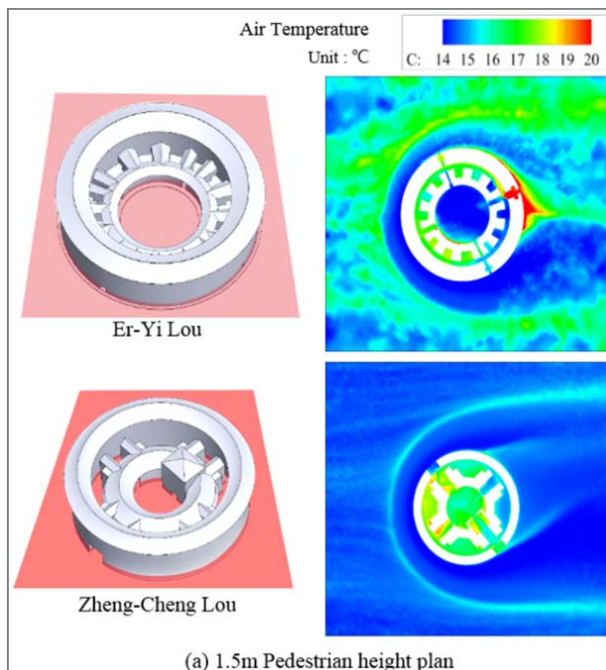 Air Temperature
Unit : ℃
C: 14 15 16 17 18 19 20
Er-Yi Lou
Zheng-Cheng Lou
(a) 1.5m Pedestrian height plan